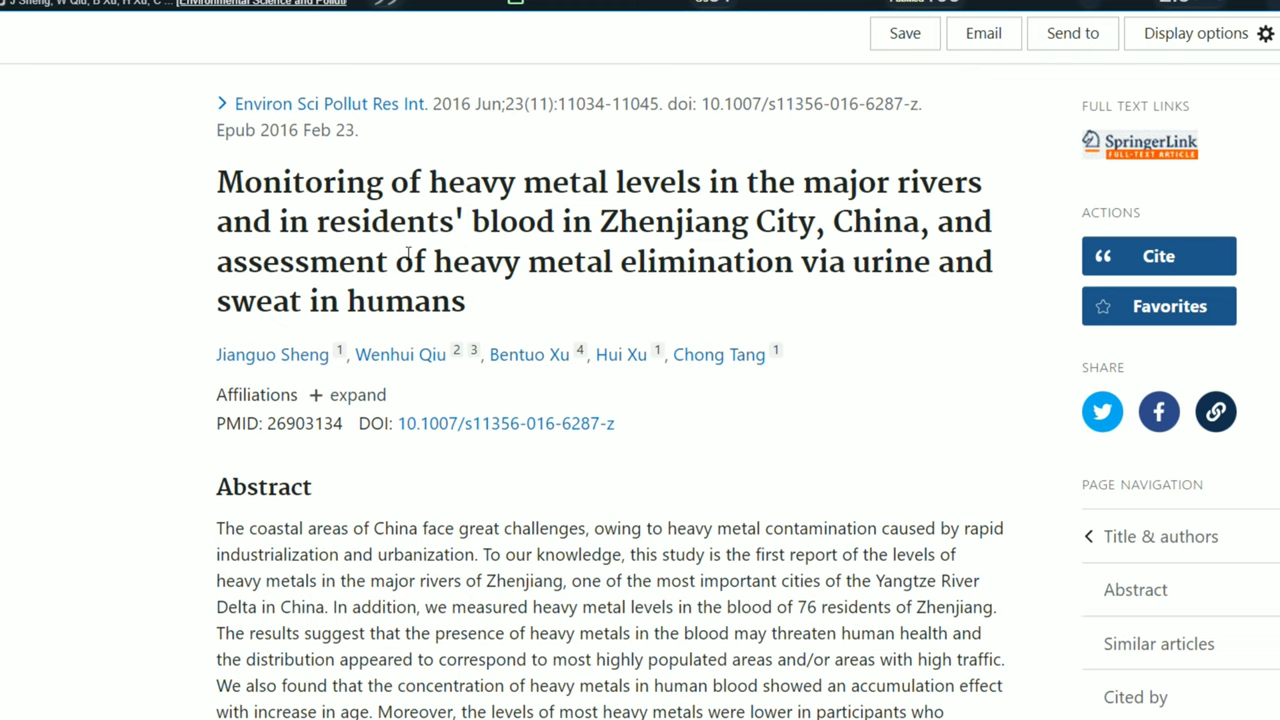 J Sheng, W Qiu, B Xu, H Xu, C ... [Environmental Science and Polluti
Save Email Send to Display options
Environ Sci Pollut Res Int. 2016 Jun;23(11):11034-11045. doi: 10.1007/s11356-016-6287-z.
Epub 2016 Feb 23.
Monitoring of heavy metal levels in the major rivers
and in residents' blood in Zhenjiang City, China, and
assessment of heavy metal elimination via urine and
sweat in humans
Jianguo Sheng 1, Wenhui Qiu 2 3, Bentuo Xu 4, Hui Xu 1, Chong Tang 1
Affiliations + expand
PMID: 26903134 DOI: 10.1007/s11356-016-6287-z
Abstract
The coastal areas of China face great challenges, owing to heavy metal contamination caused by rapid
industrialization and urbanization. To our knowledge, this study is the first report of the levels of
heavy metals in the major rivers of Zhenjiang, one of the most important cities of the Yangtze River
Delta in China. In addition, we measured heavy metal levels in the blood of 76 residents of Zhenjiang.
The results suggest that the presence of heavy metals in the blood may threaten human health and
the distribution appeared to correspond to most highly populated areas and/or areas with high traffic.
We also found that the concentration of heavy metals in human blood showed an accumulation effect
with increase in age. Moreover, the levels of most heavy metals were lower in participants who
FULL TEXT LINKS
SpringerLink
FULL-TEXT ARTICLE
ACTIONS
Cite
Favorites
SHARE
PAGE NAVIGATION
Title & authors
Abstract
Similar articles
Cited by